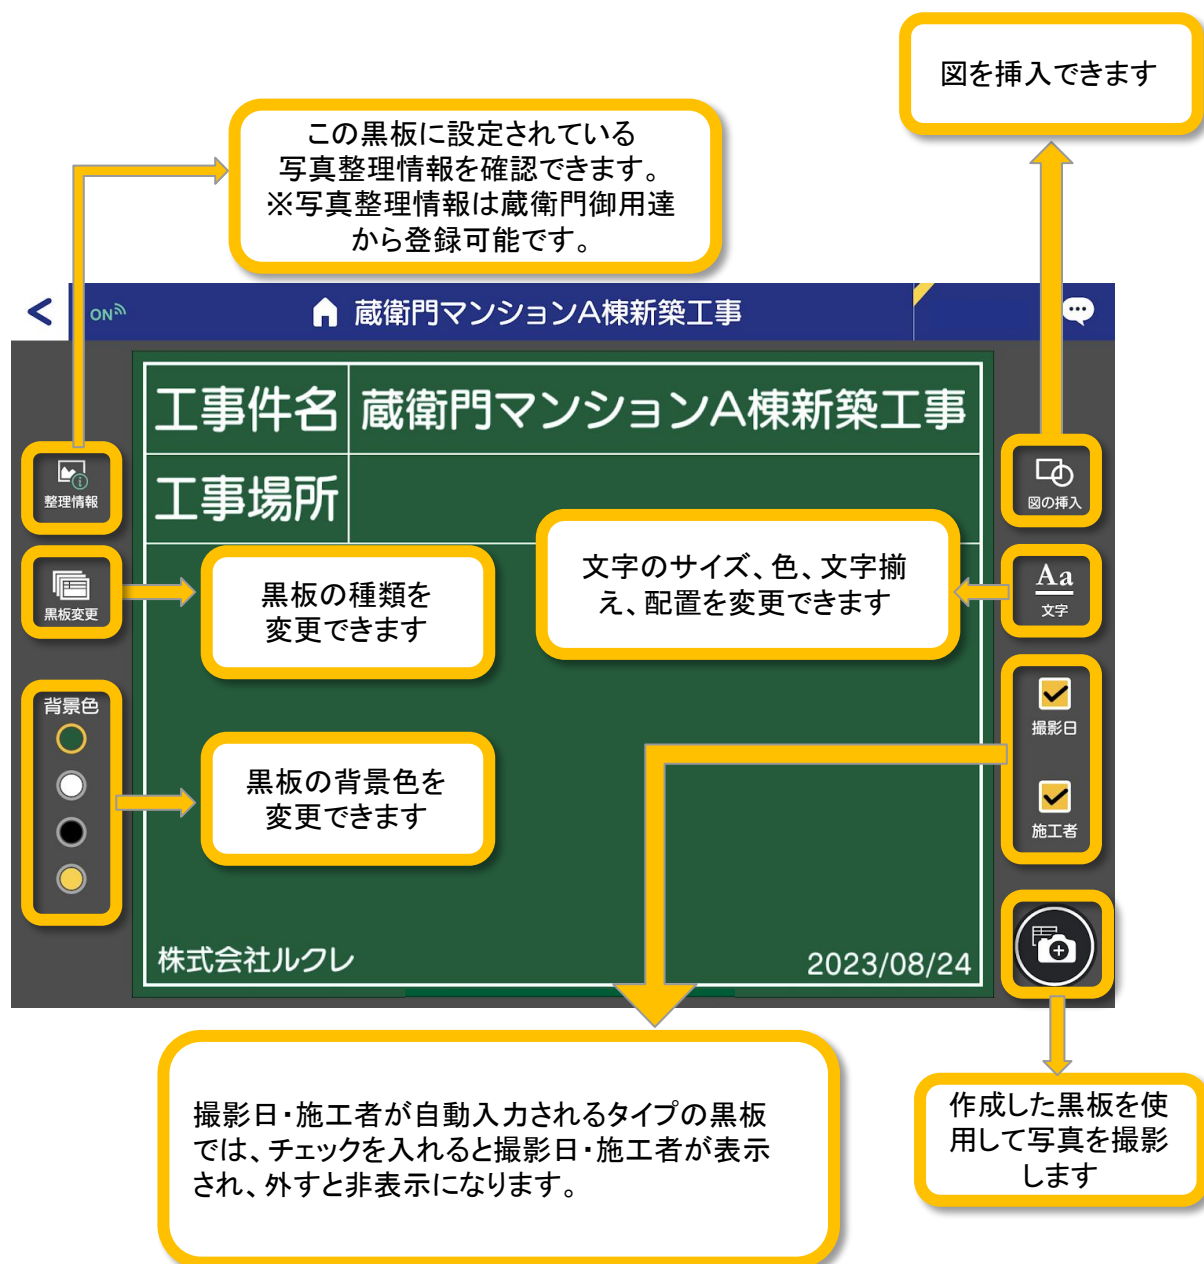 図を挿入できます
この黒板に設定されている
写真整理情報を確認できます。
※写真整理情報は蔵衛門御用達
から登録可能です。
ON
蔵衛門マンションA棟新築工事
工事件名
蔵衛門マンションA棟新築工事
整理情報
工事場所
図の挿入
黒板変更
黒板の種類を
変更できます
文字のサイズ、色、文字揃
え、配置を変更できます
Aa
文字
背景色
黒板の背景色を
変更できます
撮影日
施工者
株式会社ルクレ
2023/08/24
撮影日・施工者が自動入力されるタイプの黒板
では、チェックを入れると撮影日・施工者が表示
され、外すと非表示になります。
作成した黒板を使
用して写真を撮影
します